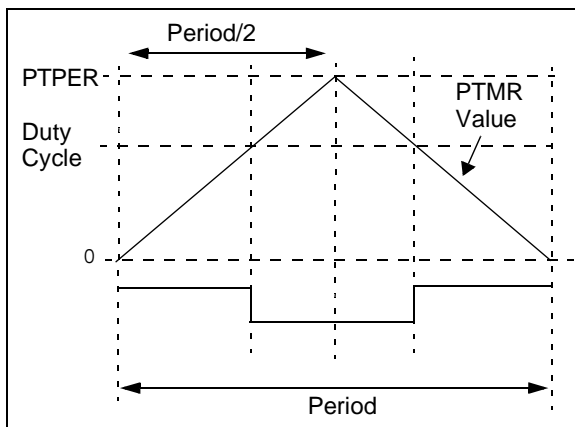 Period/2
PTPER
PTMR
Value
Duty
Cycle
0
Period